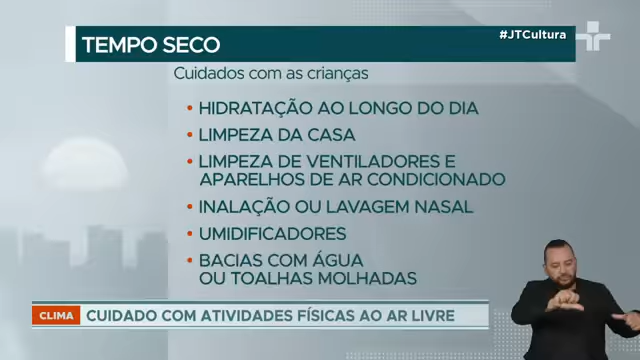 #JTCultura
TEMPO SECO
Cuidados com as crianças
• HIDRATAÇÃO AO LONGO DO DIA
• LIMPEZA DA CASA
• LIMPEZA DE VENTILADORES E
APARELHOS DE AR CONDICIONADO
• INALAÇÃO OU LAVAGEM NASAL
• UMIDIFICADORES
• BACIAS COM ÁGUA
OU TOALHAS MOLHADAS
CLIMA CUIDADO COM ATIVIDADES FÍSICAS AO AR LIVRE